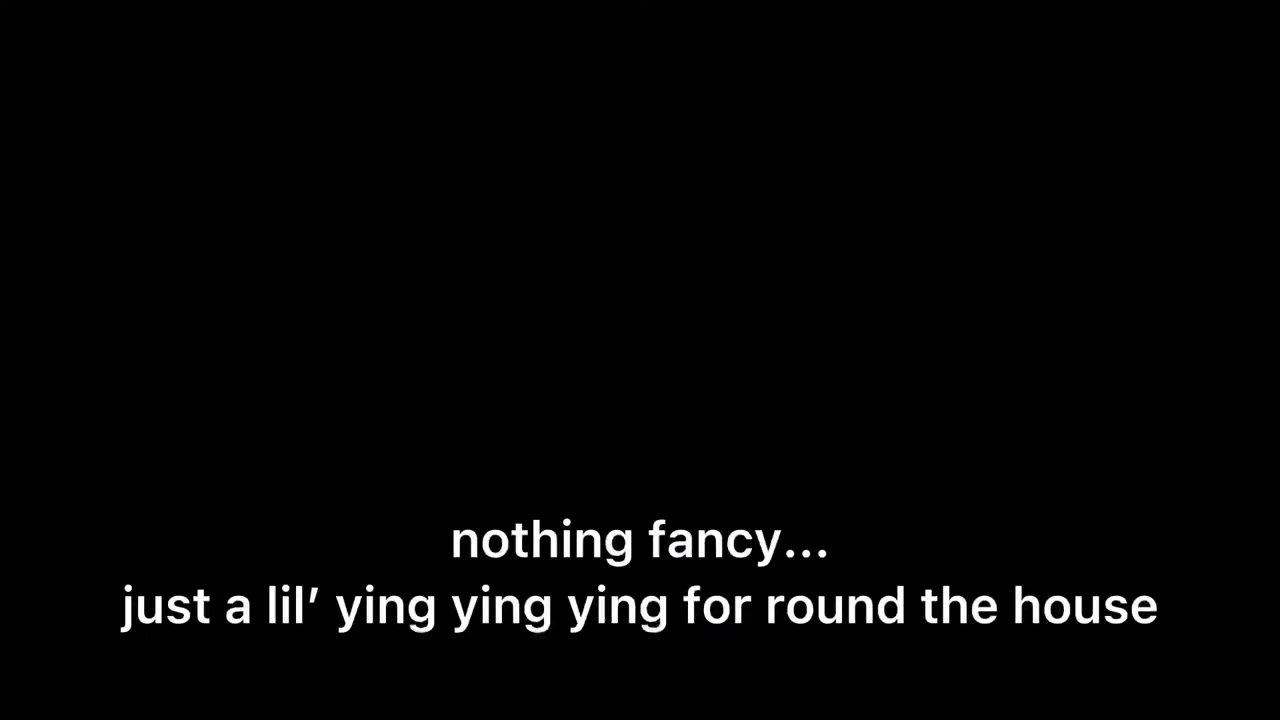 nothing fancy...
just a lil’ ying ying ying for round the house